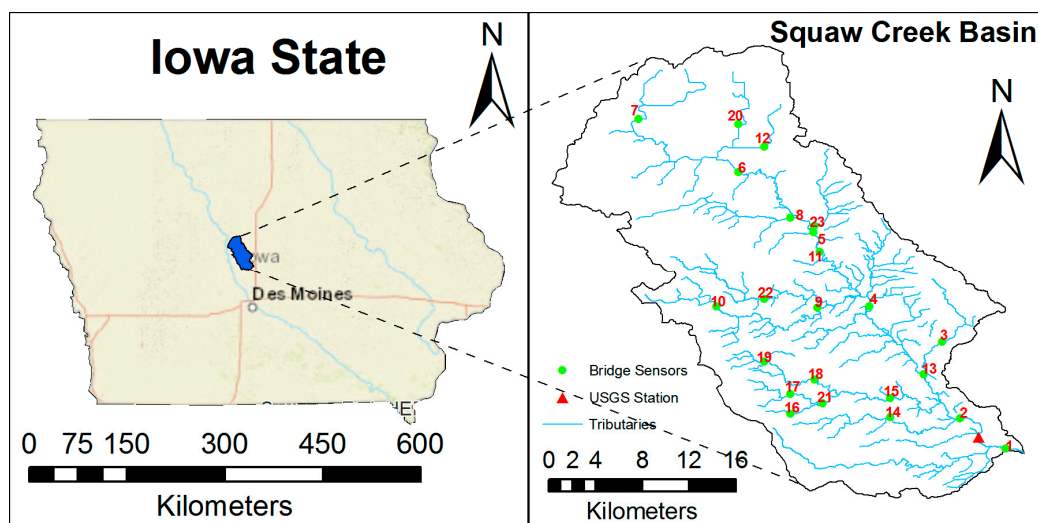 Iowa State
N
owa
Des Moines
0 75 150 300 450 600
Kilometers
Squaw Creek Basin
N
7
20
12
6
8
23
5
11
10
22
9
4
3
19
18
13
17
21
15
16
14
2
1
Bridge Sensors
USGS Station
Tributaries
0 2 4 8 12 16
Kilometers